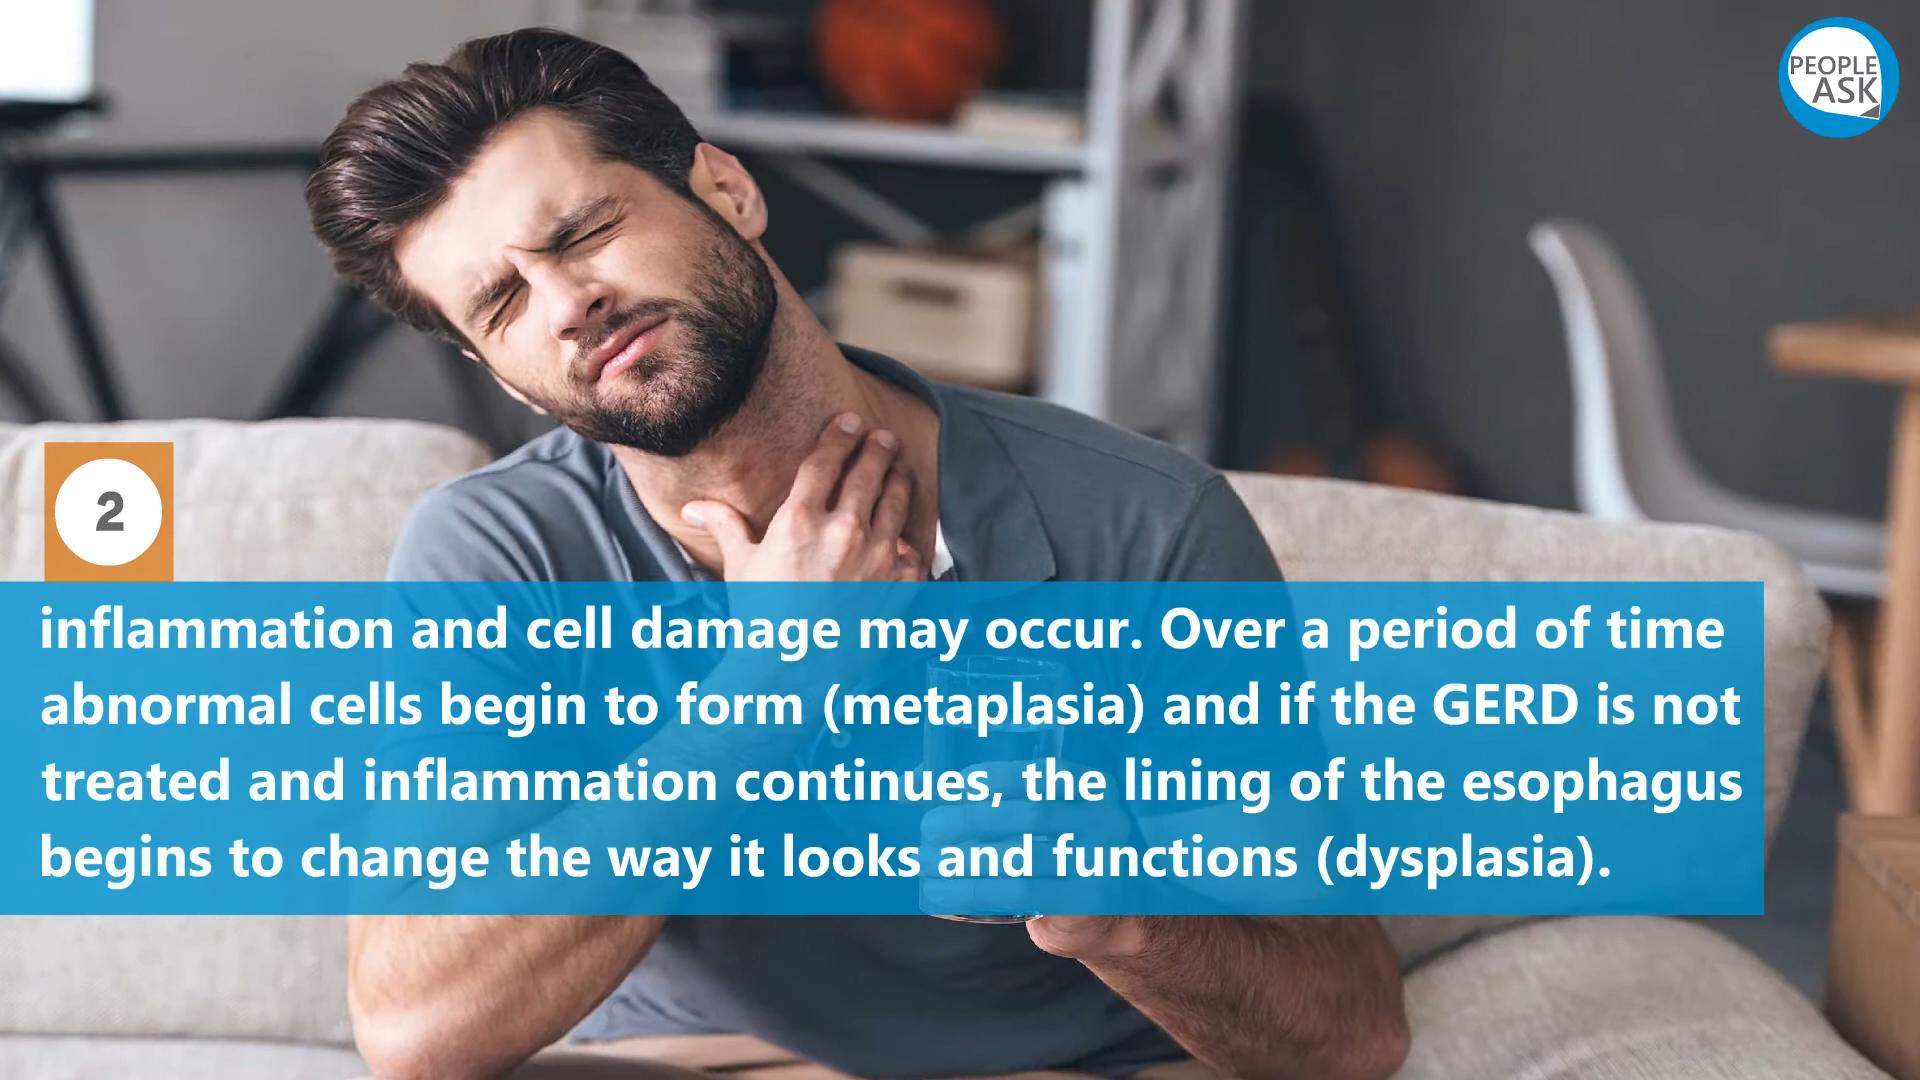 PEOPLE
ASK
2
inflammation and cell damage may occur. Over a period of time
abnormal cells begin to form (metaplasia) and if the GERD is not
treated and inflammation continues, the lining of the esophagus
begins to change the way it looks and functions (dysplasia).